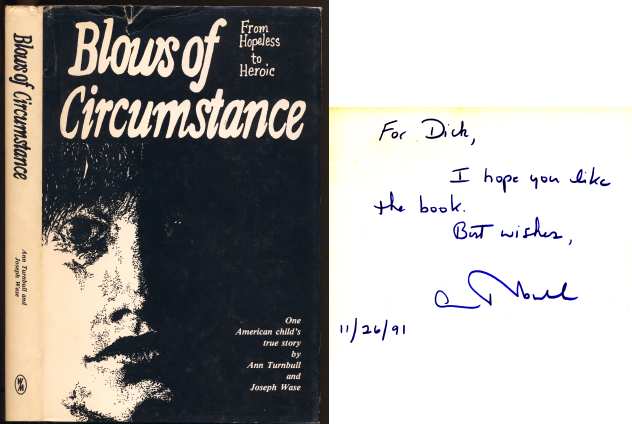 Blows of Circumstance
Ann Turnbull and
Joseph Wase
Blows of
Circumstance
From
Hopeless
to
Heroic
One
American child's
true story
by
Ann Turnbull
and
Joseph Wase
For Dick,
I hope you like
the book.
Best wishes,
11/26/91